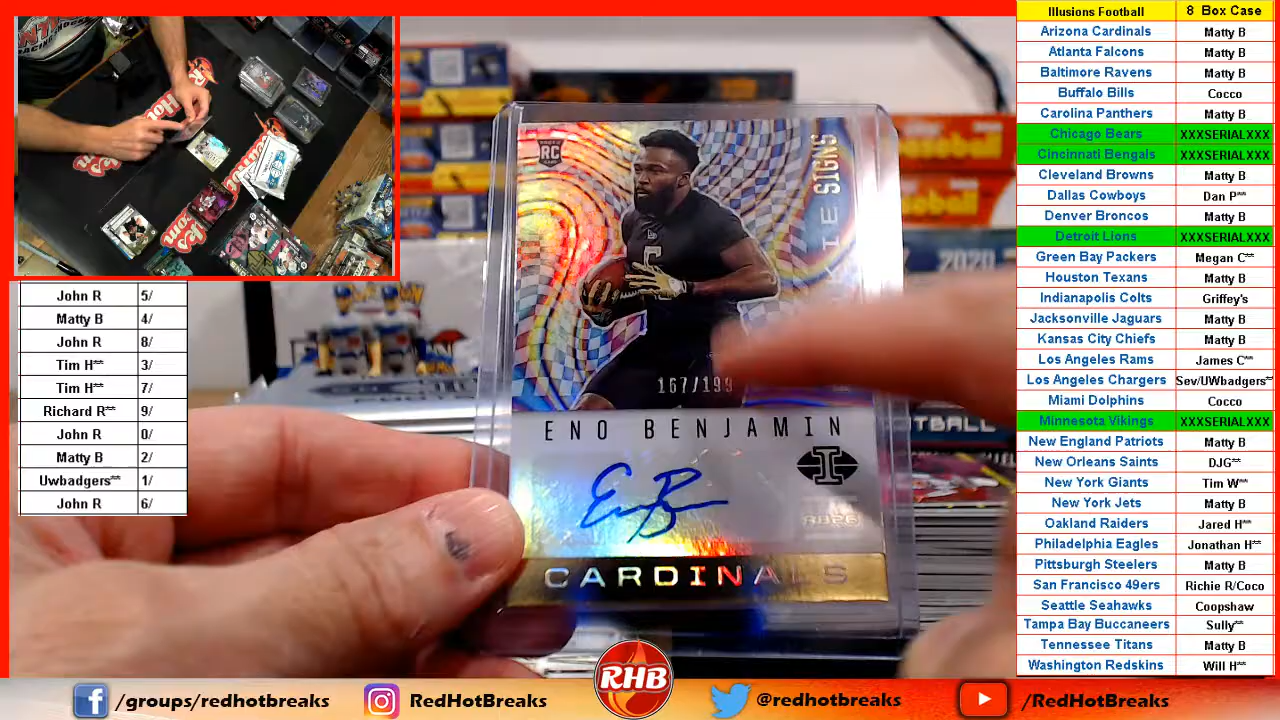 Illusions Football 8 Box Case
Arizona Cardinals Matty B
Atlanta Falcons Matty B
Baltimore Ravens Matty B
Buffalo Bills Cocco
Carolina Panthers Matty B
Chicago Bears XXXSERIALXXX
Cincinnati Bengals XXXSERIALXXX
Cleveland Browns Matty B
Dallas Cowboys Dan P**
Denver Broncos Matty B
Detroit Lions XXXSERIALXXX
Green Bay Packers Megan C**
Houston Texans Matty B
Indianapolis Colts Griffey's
Jacksonville Jaguars Matty B
Kansas City Chiefs Matty B
Los Angeles Rams James C**
Los Angeles Chargers Sev/UWbadgers**
Miami Dolphins Cocco
Minnesota Vikings XXXSERIALXXX
New England Patriots Matty B
New Orleans Saints DJG**
New York Giants Tim W**
New York Jets Matty B
Oakland Raiders Jared H**
Philadelphia Eagles Jonathan H**
Pittsburgh Steelers Matty B
San Francisco 49ers Richie R/Coco
Seattle Seahawks Coopshaw
Tampa Bay Buccaneers Sully**
Tennessee Titans Matty B
Washington Redskins Will H**
John R 5/
Matty B 4/
John R 8/
Tim H** 3/
Tim H** 7/
Richard R** 9/
John R 0/
Matty B 2/
Uwbadgers** 1/
John R 6/
RC
SIGNS
167/199
ENO BENJAMIN
I
CARDINALS
2020
baseball
RHB
/groups/redhotbreaks
RedHotBreaks
@redhotbreaks
/RedHotBreaks